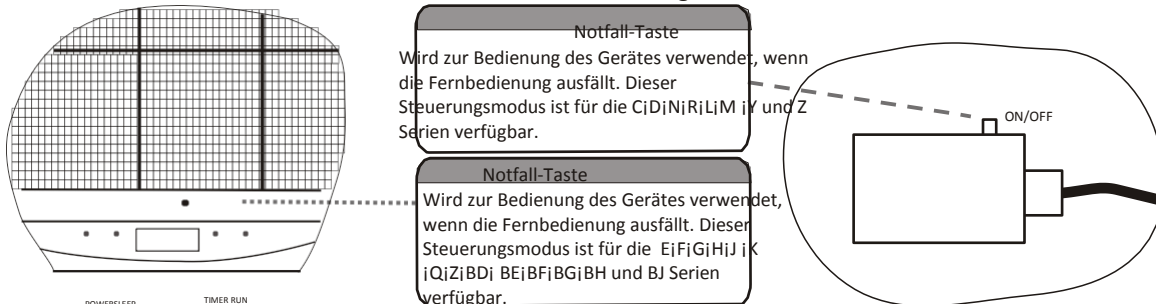 Notfall-Taste
Wird zur Bedienung des Gerätes verwendet, wenn
die Fernbedienung ausfällt. Dieser
Steuerungsmodus ist für die C¡D¡N¡R¡L¡M ¡Y und Z
Serien verfügbar.
ON/OFF
Notfall-Taste
Wird zur Bedienung des Gerätes verwendet,
wenn die Fernbedienung ausfällt. Dieser
Steuerungsmodus ist für die E¡F¡G¡H¡J ¡K
¡Q¡Z¡BD¡ BE¡BF¡BG¡BH und BJ Serien
verfügbar.
POWERSLEEP
TIMER RUN